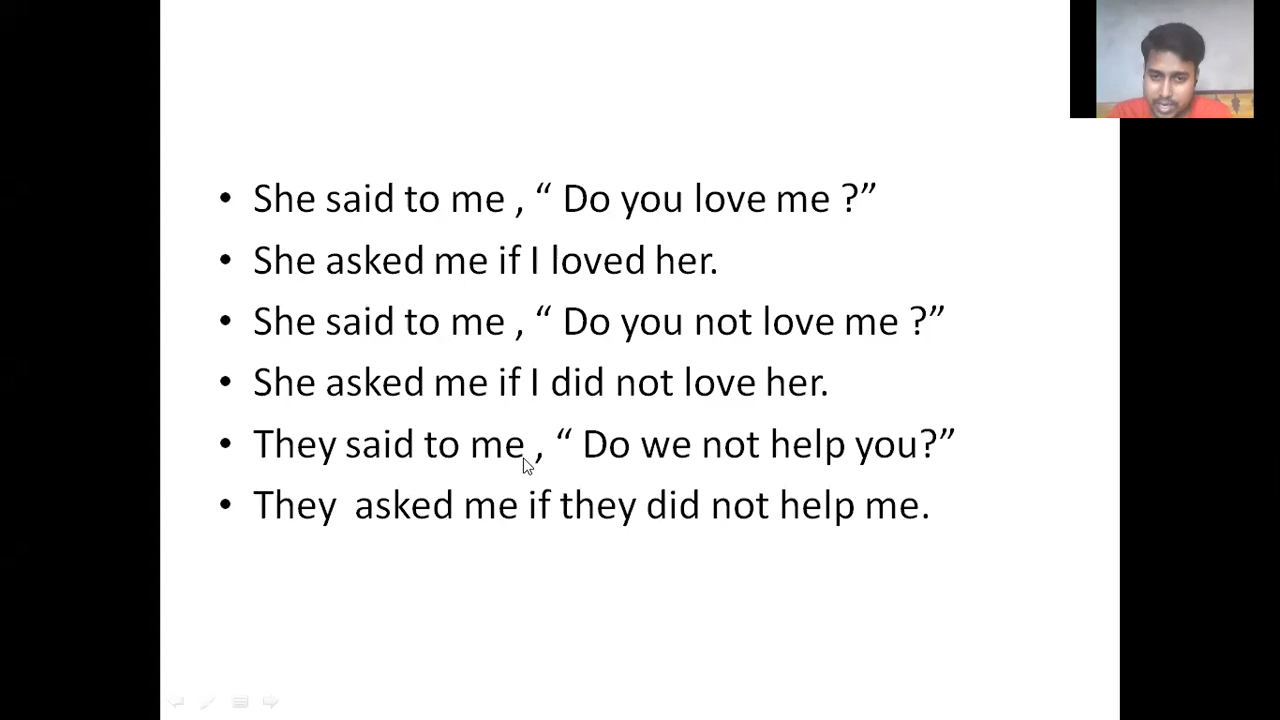 • She said to me , “ Do you love me ?”
• She asked me if I loved her.
• She said to me , “ Do you not love me ?”
• She asked me if I did not love her.
• They said to me , “ Do we not help you?”
• They  asked me if they did not help me.